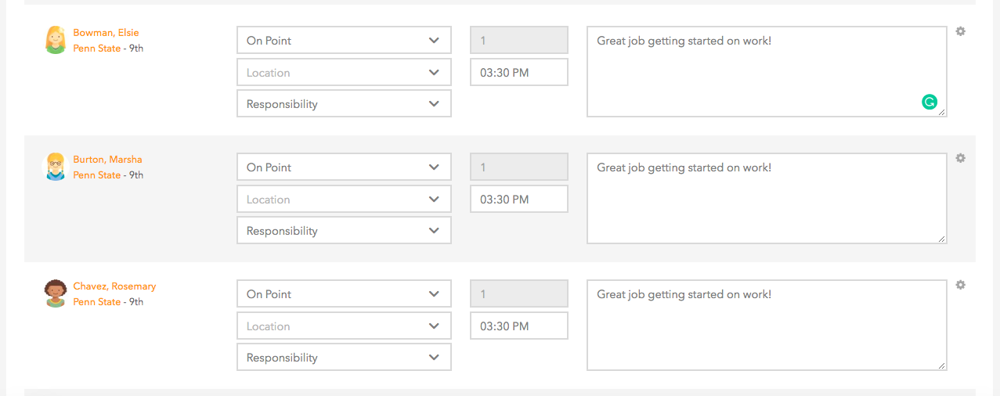 Bowman, Elsie
Penn State - 9th
On Point
1
Great job getting started on work!
Location
03:30 PM
Responsibility
Burton, Marsha
Penn State - 9th
On Point
1
Great job getting started on work!
Location
03:30 PM
Responsibility
Chavez, Rosemary
Penn State - 9th
On Point
1
Great job getting started on work!
Location
03:30 PM
Responsibility